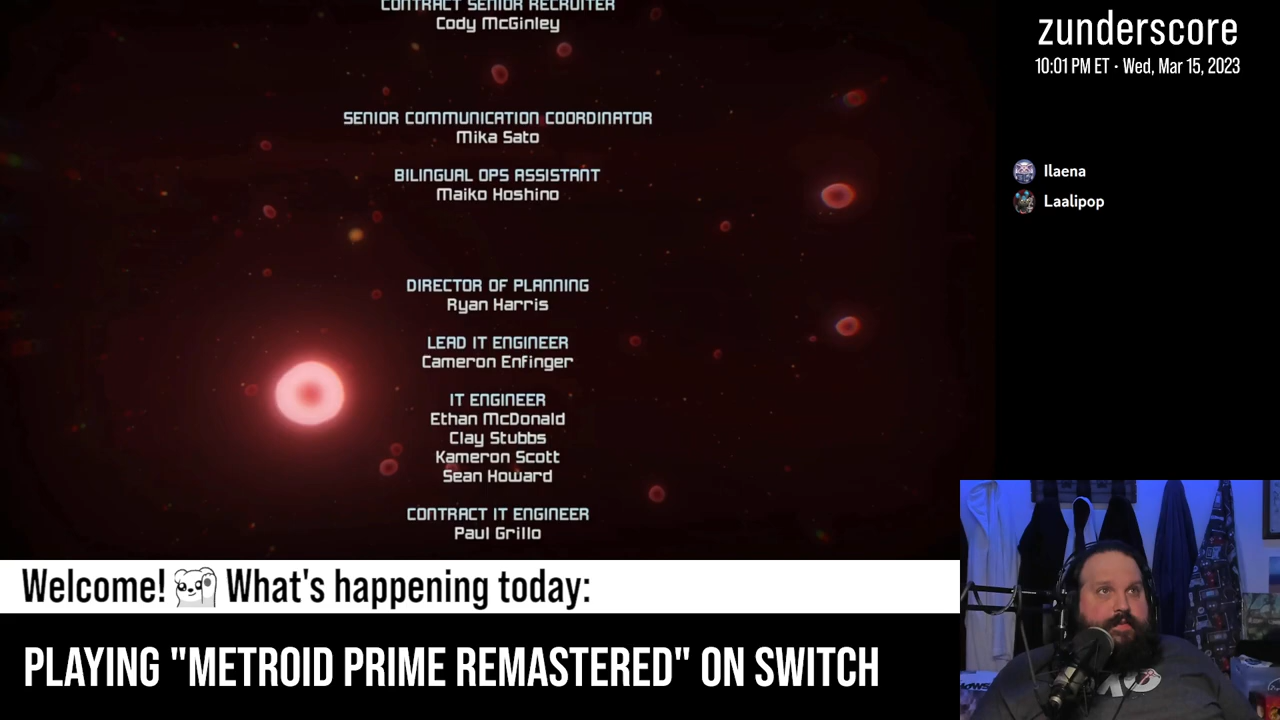 CONTRACT SENIOR RECRUITER
Cody McGinley
SENIOR COMMUNICATION COORDINATOR
Mika Sato
BILINGUAL OPS ASSISTANT
Maiko Hoshino
DIRECTOR OF PLANNING
Ryan Harris
LEAD IT ENGINEER
Cameron Enfinger
IT ENGINEER
Ethan McDonald
Clay Stubbs
Kameron Scott
Sean Howard
CONTRACT IT ENGINEER
Paul Grillo
zunderscore
10:01 PM ET · Wed, Mar 15, 2023
Ilaena
Laalipop
Welcome! What's happening today:
PLAYING "METROID PRIME REMASTERED" ON SWITCH